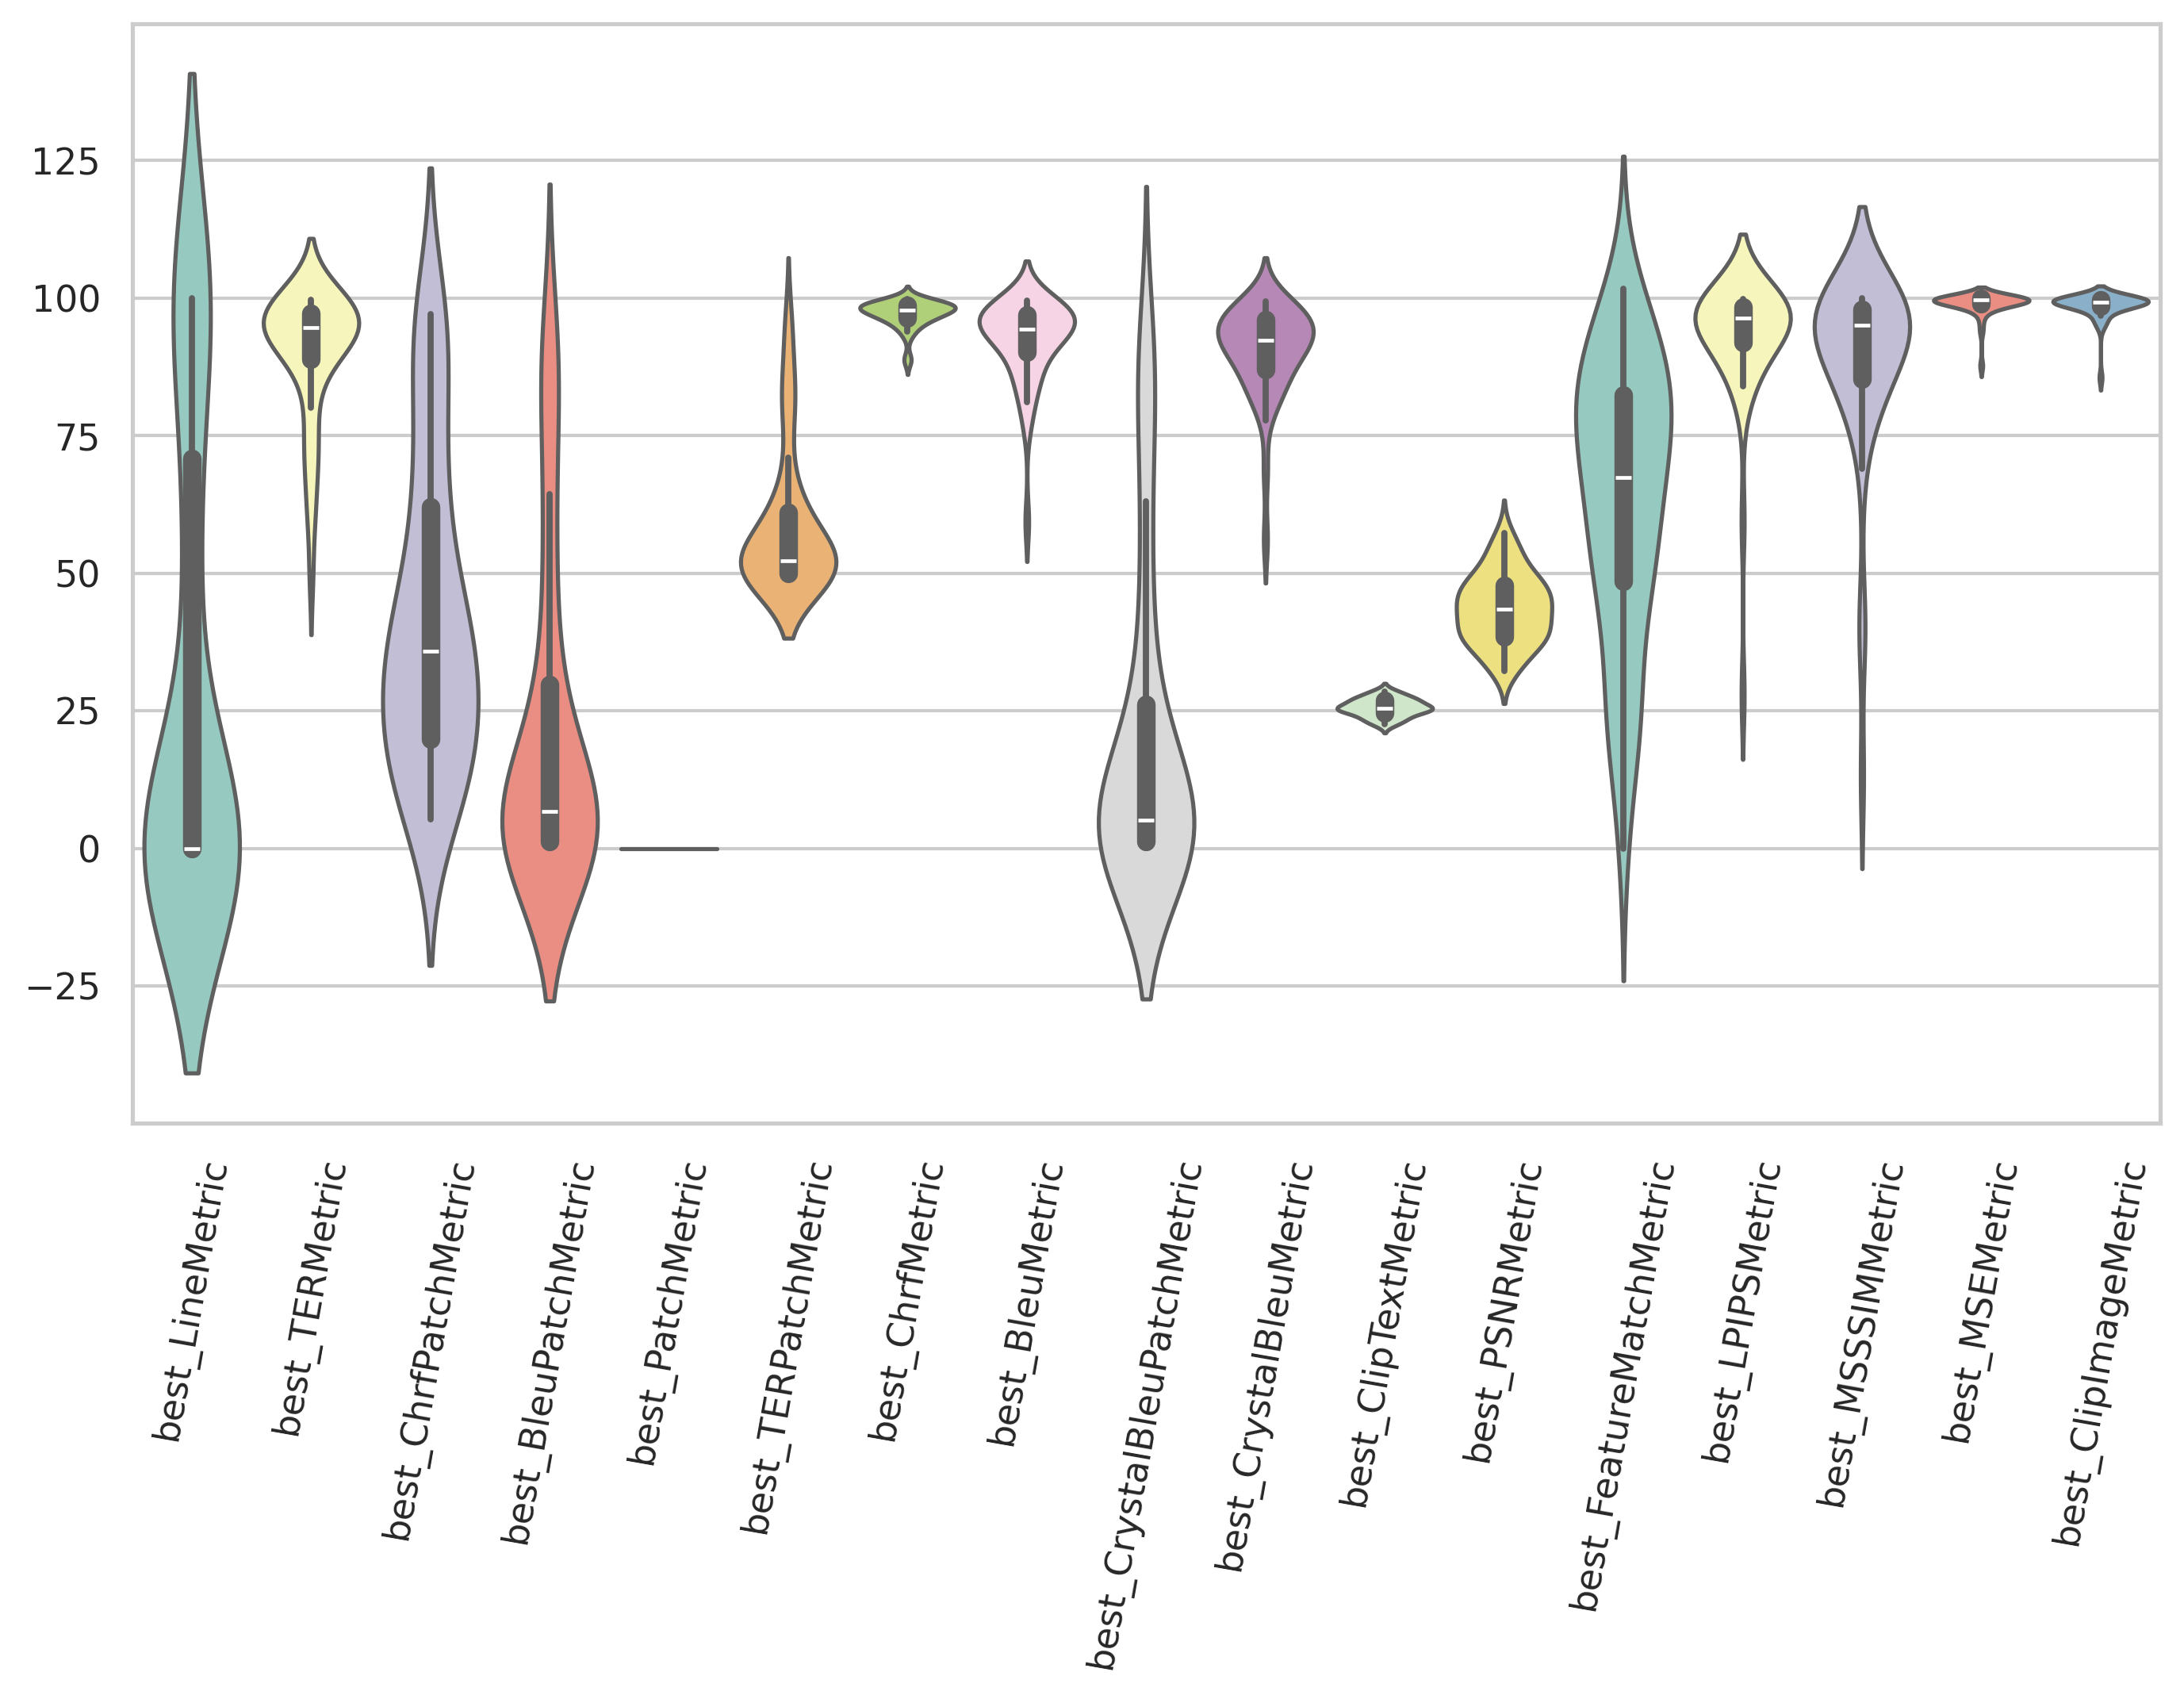 125
100
75
50
25
0
−25
best_LineMetric
best_TERMetric
best_ChrfPatchMetric
best_BleuPatchMetric
best_PatchMetric
best_TERPatchMetric
best_ChrfMetric
best_BleuMetric
best_CrystalBleuPatchMetric
best_CrystalBleuMetric
best_ClipTextMetric
best_PSNRMetric
best_FeatureMatchMetric
best_LPIPSMetric
best_MSSSIMMetric
best_MSEMetric
best_ClipImageMetric